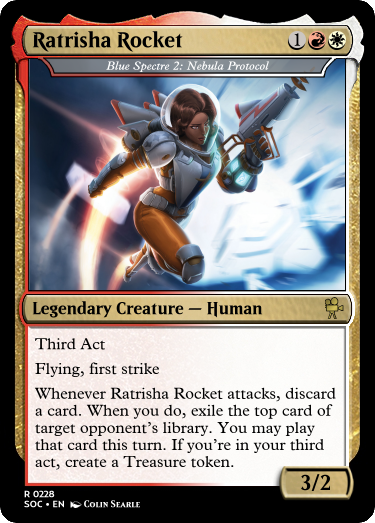 Ratrisha Rocket 1
Blue Spectre 2: Nebula Protocol
Legendary Creature — Human
Third Act
Flying, first strike
Whenever Ratrisha Rocket attacks, discard
a card. When you do, exile the top card of
target opponent's library. You may play
that card this turn. If you're in your third
act, create a Treasure token.
3/2
R 0228
SOC • EN Colin Searle